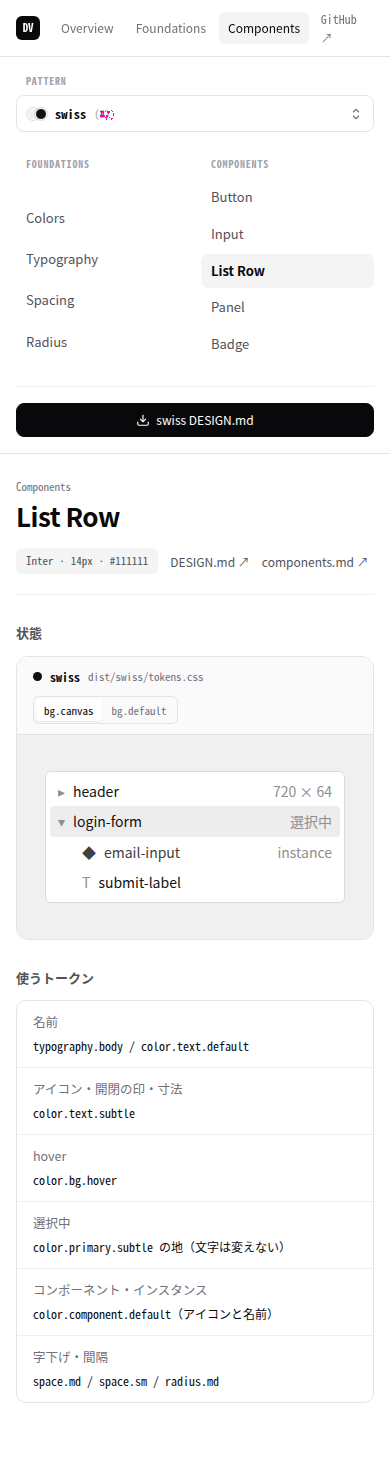 DV
Overview
Foundations
Components
GitHub ↗
PATTERN
swiss
FOUNDATIONS
Colors
Typography
Spacing
Radius
COMPONENTS
Button
Input
List Row
Panel
Badge
swiss DESIGN.md
Components
List Row
Inter · 14px · #111111
DESIGN.md ↗
components.md ↗
状態
swiss dist/swiss/tokens.css
bg.canvas
bg.default
▸ header 720 × 64
▾ login-form 選択中
◆ email-input instance
T submit-label
使うトークン
名前
typography.body / color.text.default
アイコン・開閉の印・寸法
color.text.subtle
hover
color.bg.hover
選択中
color.primary.subtle の地（文字は変えない）
コンポーネント・インスタンス
color.component.default（アイコンと名前）
字下げ・間隔
space.md / space.sm / radius.md